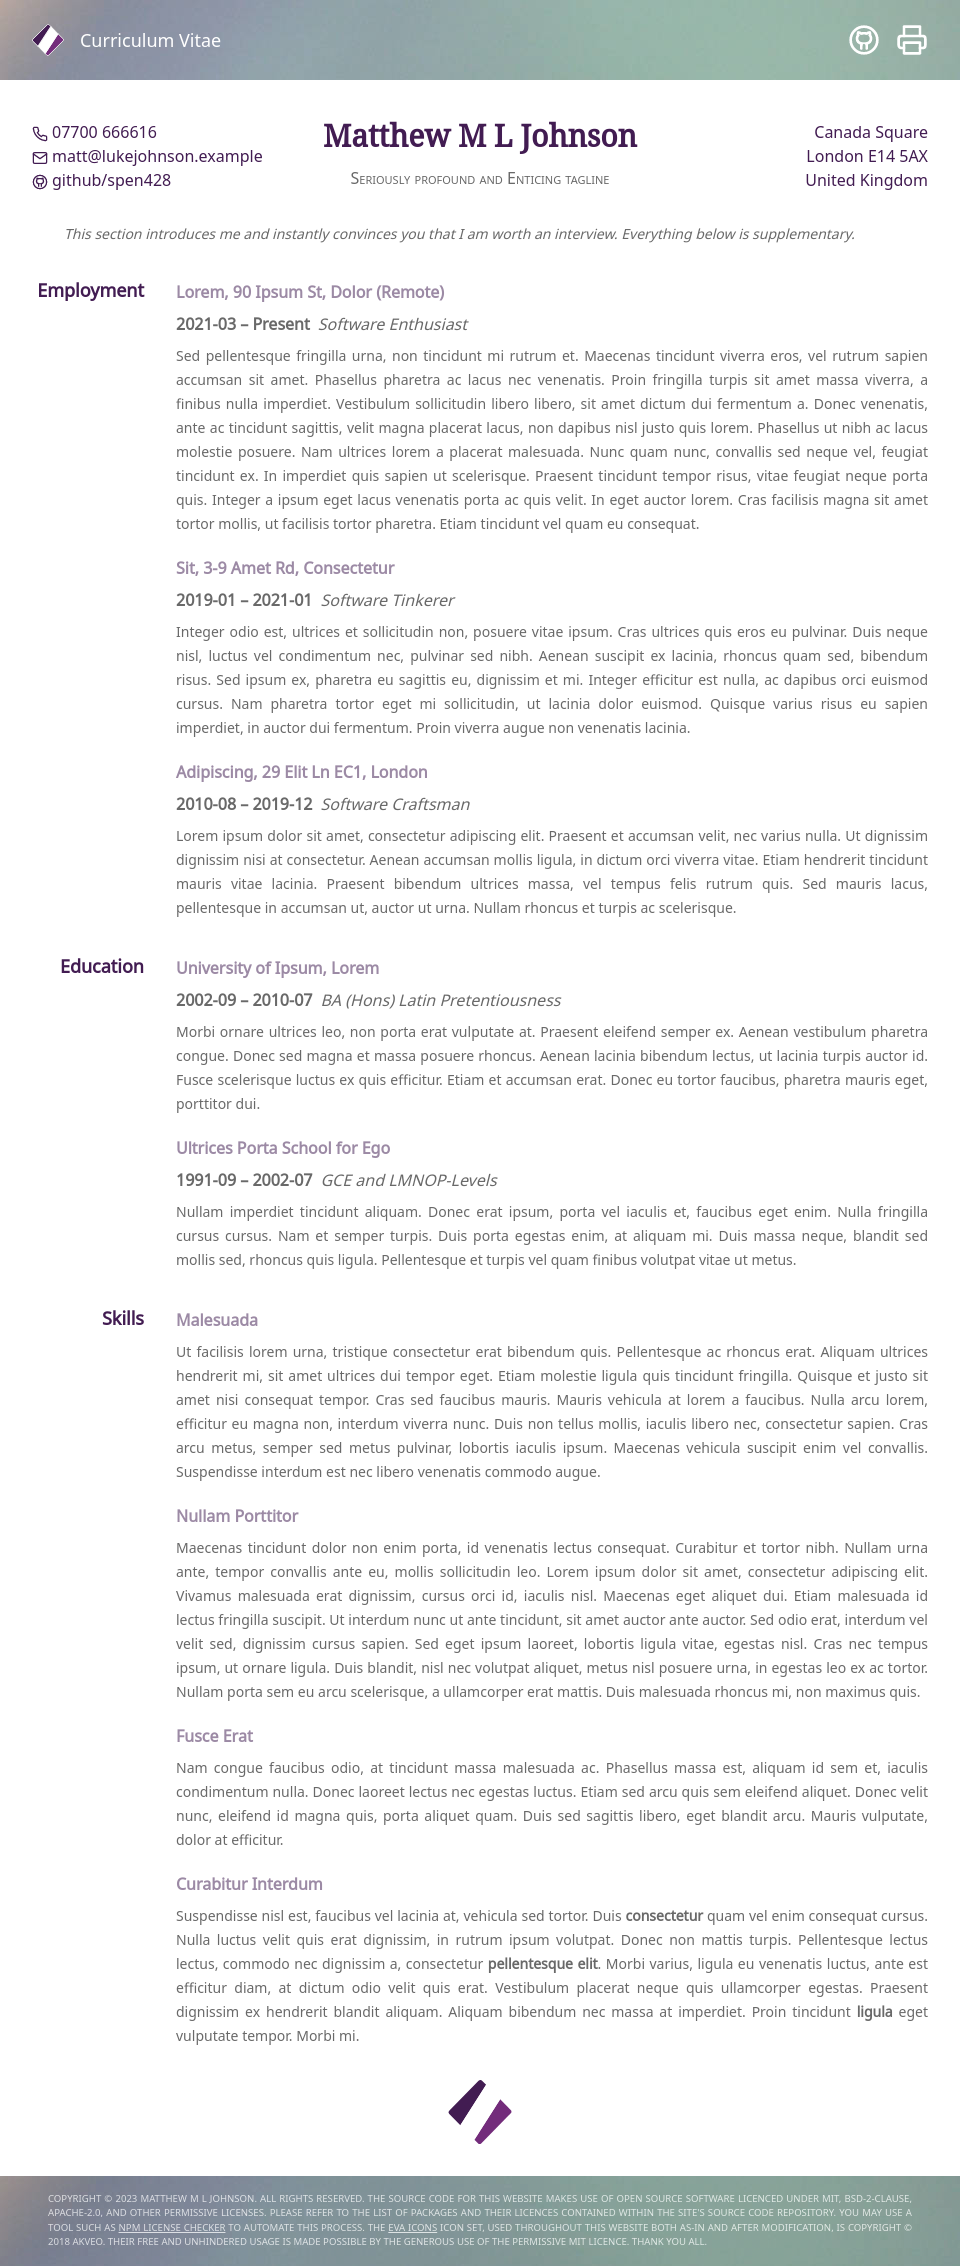 Curriculum Vitae
07700 666616
matt@lukejohnson.example
github/spen428
Matthew M L Johnson
Seriously profound and Enticing tagline
Canada Square
London E14 5AX
United Kingdom
This section introduces me and instantly convinces you that I am worth an interview. Everything below is supplementary.
Employment
Lorem, 90 Ipsum St, Dolor (Remote)
2021-03 – Present Software Enthusiast
Sed pellentesque fringilla urna, non tincidunt mi rutrum et. Maecenas tincidunt viverra eros, vel rutrum sapien
accumsan sit amet. Phasellus pharetra ac lacus nec venenatis. Proin fringilla turpis sit amet massa viverra, a
finibus nulla imperdiet. Vestibulum sollicitudin libero libero, sit amet dictum dui fermentum a. Donec venenatis,
ante ac tincidunt sagittis, velit magna placerat lacus, non dapibus nisl justo quis lorem. Phasellus ut nibh ac lacus
molestie posuere. Nam ultrices lorem a placerat malesuada. Nunc quam nunc, convallis sed neque vel, feugiat
tincidunt ex. In imperdiet quis sapien ut scelerisque. Praesent tincidunt tempor risus, vitae feugiat neque porta
quis. Integer a ipsum eget lacus venenatis porta ac quis velit. In eget auctor lorem. Cras facilisis magna sit amet
tortor mollis, ut facilisis tortor pharetra. Etiam tincidunt vel quam eu consequat.
Sit, 3-9 Amet Rd, Consectetur
2019-01 – 2021-01 Software Tinkerer
Integer odio est, ultrices et sollicitudin non, posuere vitae ipsum. Cras ultrices quis eros eu pulvinar. Duis neque
nisl, luctus vel condimentum nec, pulvinar sed nibh. Aenean suscipit ex lacinia, rhoncus quam sed, bibendum
risus. Sed ipsum ex, pharetra eu sagittis eu, dignissim et mi. Integer efficitur est nulla, ac dapibus orci euismod
cursus. Nam pharetra tortor eget mi sollicitudin, ut lacinia dolor euismod. Quisque varius risus eu sapien
imperdiet, in auctor dui fermentum. Proin viverra augue non venenatis lacinia.
Adipiscing, 29 Elit Ln EC1, London
2010-08 – 2019-12 Software Craftsman
Lorem ipsum dolor sit amet, consectetur adipiscing elit. Praesent et accumsan velit, nec varius nulla. Ut dignissim
dignissim nisi at consectetur. Aenean accumsan mollis ligula, in dictum orci viverra vitae. Etiam hendrerit tincidunt
mauris vitae lacinia. Praesent bibendum ultrices massa, vel tempus felis rutrum quis. Sed mauris lacus,
pellentesque in accumsan ut, auctor ut urna. Nullam rhoncus et turpis ac scelerisque.
Education
University of Ipsum, Lorem
2002-09 – 2010-07 BA (Hons) Latin Pretentiousness
Morbi ornare ultrices leo, non porta erat vulputate at. Praesent eleifend semper ex. Aenean vestibulum pharetra
congue. Donec sed magna et massa posuere rhoncus. Aenean lacinia bibendum lectus, ut lacinia turpis auctor id.
Fusce scelerisque luctus ex quis efficitur. Etiam et accumsan erat. Donec eu tortor faucibus, pharetra mauris eget,
porttitor dui.
Ultrices Porta School for Ego
1991-09 – 2002-07 GCE and LMNOP-Levels
Nullam imperdiet tincidunt aliquam. Donec erat ipsum, porta vel iaculis et, faucibus eget enim. Nulla fringilla
cursus cursus. Nam et semper turpis. Duis porta egestas enim, at aliquam mi. Duis massa neque, blandit sed
mollis sed, rhoncus quis ligula. Pellentesque et turpis vel quam finibus volutpat vitae ut metus.
Skills
Malesuada
Ut facilisis lorem urna, tristique consectetur erat bibendum quis. Pellentesque ac rhoncus erat. Aliquam ultrices
hendrerit mi, sit amet ultrices dui tempor eget. Etiam molestie ligula quis tincidunt fringilla. Quisque et justo sit
amet nisi consequat tempor. Cras sed faucibus mauris. Mauris vehicula at lorem a faucibus. Nulla arcu lorem,
efficitur eu magna non, interdum viverra nunc. Duis non tellus mollis, iaculis libero nec, consectetur sapien. Cras
arcu metus, semper sed metus pulvinar, lobortis iaculis ipsum. Maecenas vehicula suscipit enim vel convallis.
Suspendisse interdum est nec libero venenatis commodo augue.
Nullam Porttitor
Maecenas tincidunt dolor non enim porta, id venenatis lectus consequat. Curabitur et tortor nibh. Nullam urna
ante, tempor convallis ante eu, mollis sollicitudin leo. Lorem ipsum dolor sit amet, consectetur adipiscing elit.
Vivamus malesuada erat dignissim, cursus orci id, iaculis nisl. Maecenas eget aliquet dui. Etiam malesuada id
lectus fringilla suscipit. Ut interdum nunc ut ante tincidunt, sit amet auctor ante auctor. Sed odio erat, interdum vel
velit sed, dignissim cursus sapien. Sed eget ipsum laoreet, lobortis ligula vitae, egestas nisl. Cras nec tempus
ipsum, ut ornare ligula. Duis blandit, nisl nec volutpat aliquet, metus nisl posuere urna, in egestas leo ex ac tortor.
Nullam porta sem eu arcu scelerisque, a ullamcorper erat mattis. Duis malesuada rhoncus mi, non maximus quis.
Fusce Erat
Nam congue faucibus odio, at tincidunt massa malesuada ac. Phasellus massa est, aliquam id sem et, iaculis
condimentum nulla. Donec laoreet lectus nec egestas luctus. Etiam sed arcu quis sem eleifend aliquet. Donec velit
nunc, eleifend id magna quis, porta aliquet quam. Duis sed sagittis libero, eget blandit arcu. Mauris vulputate,
dolor at efficitur.
Curabitur Interdum
Suspendisse nisl est, faucibus vel lacinia at, vehicula sed tortor. Duis consectetur quam vel enim consequat cursus.
Nulla luctus velit quis erat dignissim, in rutrum ipsum volutpat. Donec non mattis turpis. Pellentesque lectus
lectus, commodo nec dignissim a, consectetur pellentesque elit. Morbi varius, ligula eu venenatis luctus, ante est
efficitur diam, at dictum odio velit quis erat. Vestibulum placerat neque quis ullamcorper egestas. Praesent
dignissim ex hendrerit blandit aliquam. Aliquam bibendum nec massa at imperdiet. Proin tincidunt ligula eget
vulputate tempor. Morbi mi.
COPYRIGHT © 2023 MATTHEW M L JOHNSON. ALL RIGHTS RESERVED. THE SOURCE CODE FOR THIS WEBSITE MAKES USE OF OPEN SOURCE SOFTWARE LICENCED UNDER MIT, BSD-2-CLAUSE,
APACHE-2.0, AND OTHER PERMISSIVE LICENSES. PLEASE REFER TO THE LIST OF PACKAGES AND THEIR LICENCES CONTAINED WITHIN THE SITE'S SOURCE CODE REPOSITORY. YOU MAY USE A
TOOL SUCH AS NPM LICENSE CHECKER TO AUTOMATE THIS PROCESS. THE EVA ICONS ICON SET, USED THROUGHOUT THIS WEBSITE BOTH AS-IN AND AFTER MODIFICATION, IS COPYRIGHT ©
2018 AKVEO. THEIR FREE AND UNHINDERED USAGE IS MADE POSSIBLE BY THE GENEROUS USE OF THE PERMISSIVE MIT LICENCE. THANK YOU ALL.